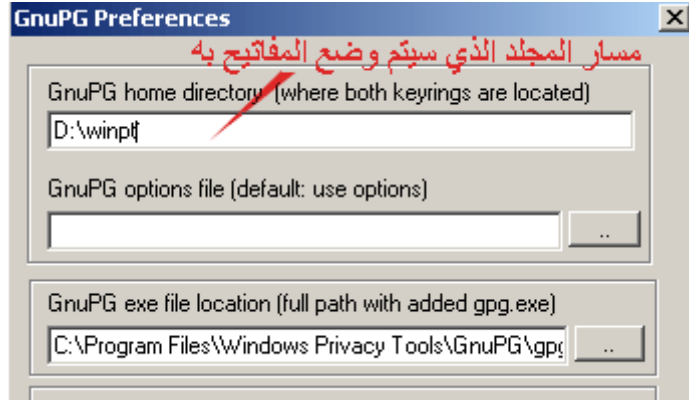 GnuPG Preferences
مسار المجلد الذي سيتم وضع المفاتيح به
GnuPG home directory (where both keyrings are located)
D:\winpt
GnuPG options file (default: use options)
..
GnuPG exe file location (full path with added gpg.exe)
C:\Program Files\Windows Privacy Tools\GnuPG\gpg
..